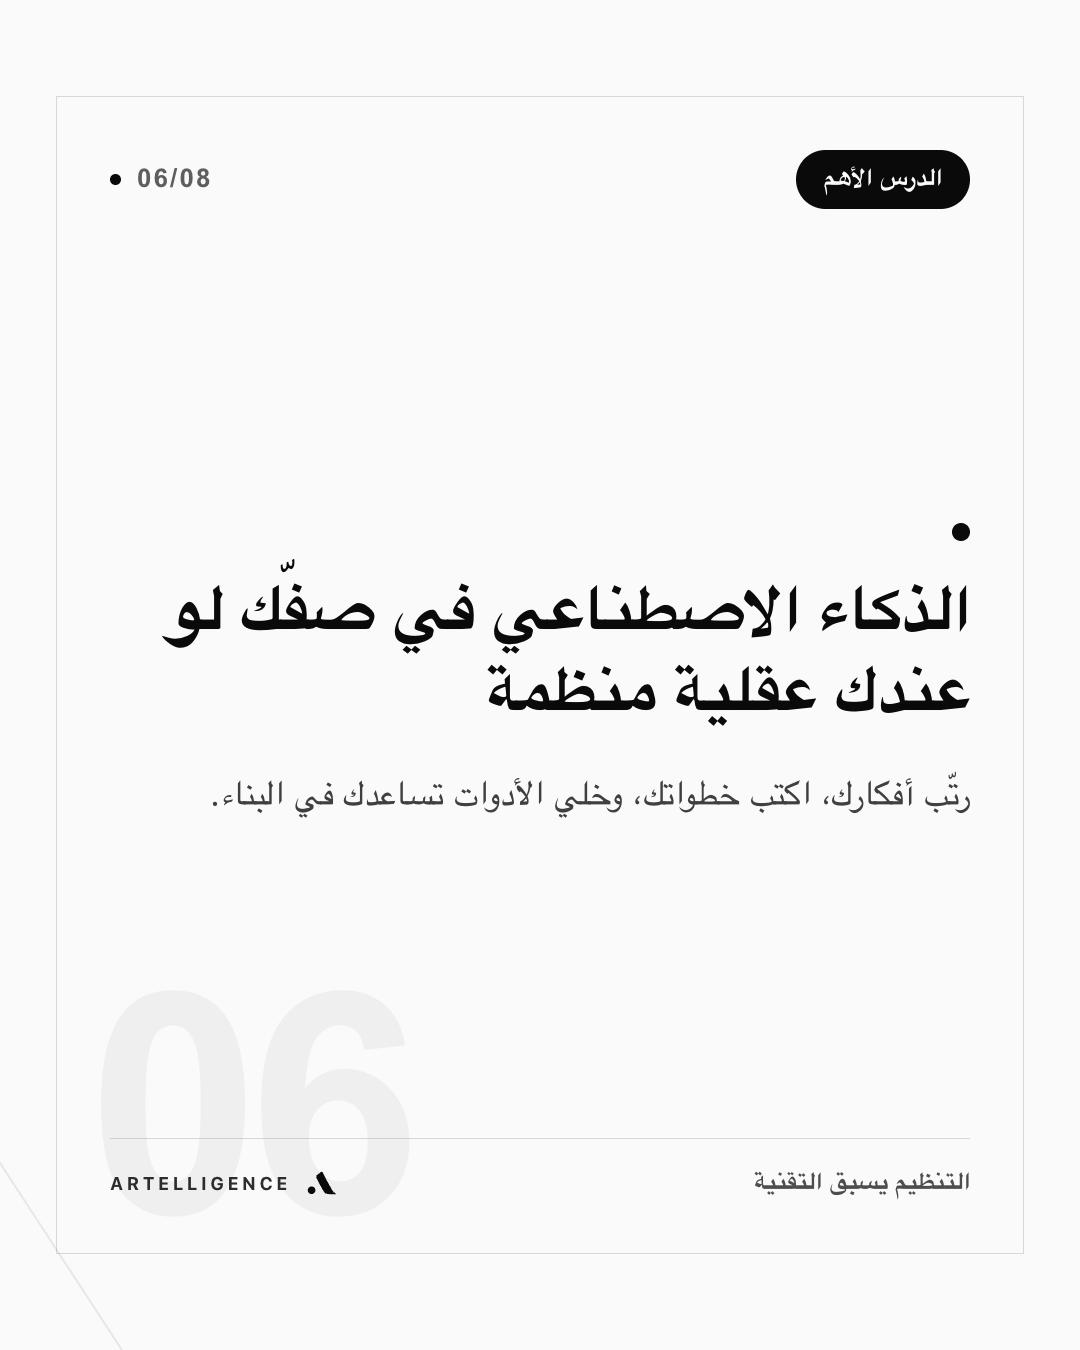 الدرس الأهم
06/08
الذكاء الاصطناعي في صفّك لو
عندك عقلية منظمة
رتّب أفكارك، اكتب خطواتك، وخلي الأدوات تساعدك في البناء.
06
التنظيم يسبق التقنية
ARTELLIGENCE